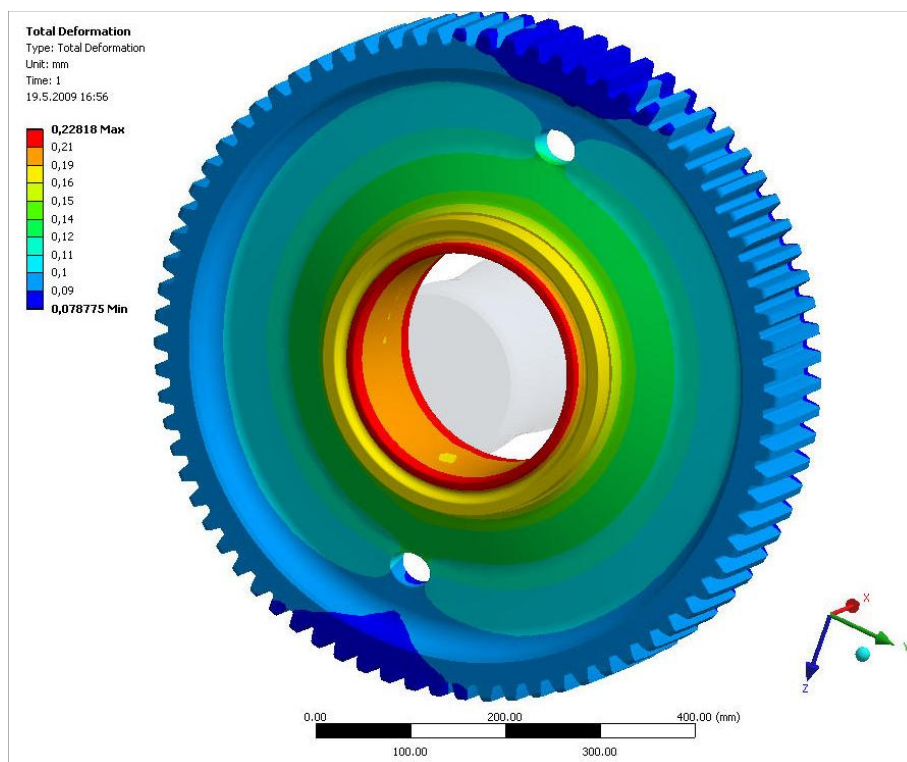 Total Deformation
Type: Total Deformation
Unit: mm
Time: 1
19.5.2009 16:56
0,22818 Max
0,21
0,19
0,16
0,15
0,14
0,12
0,11
0,1
0,09
0,078775 Min
X
Y
Z
0.00 200.00 400.00 (mm)
100.00 300.00